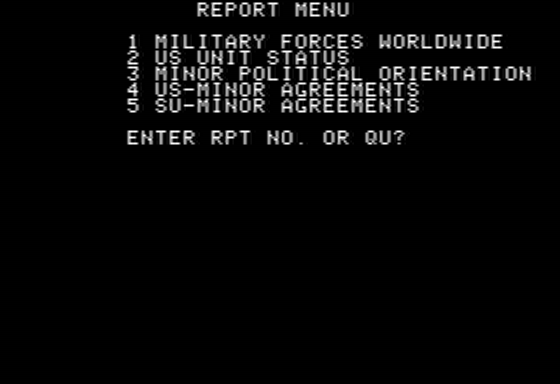 REPORT MENU
1 MILITARY FORCES WORLDWIDE
2 US UNIT STATUS
3 MINOR POLITICAL ORIENTATION
4 US-MINOR AGREEMENTS
5 SU-MINOR AGREEMENTS
ENTER RPT NO. OR QU?